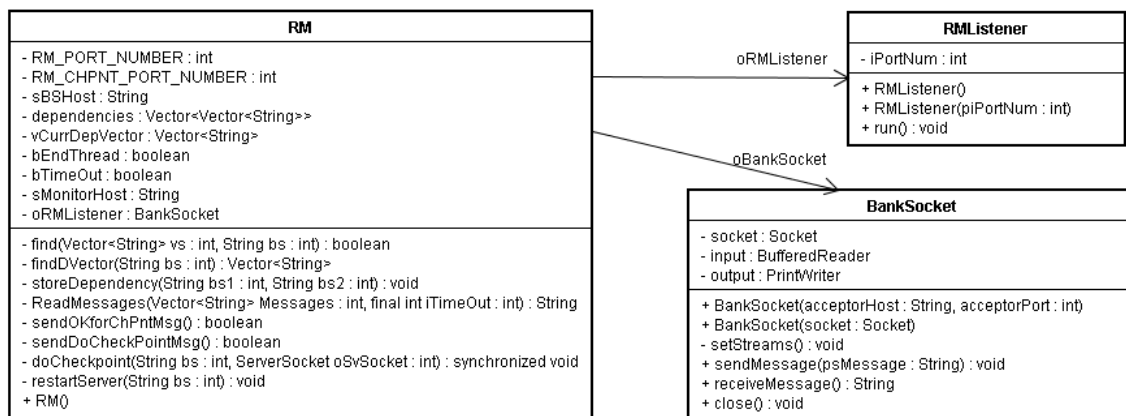 RM
- RM_PORT_NUMBER : int
- RM_CHPNT_PORT_NUMBER : int
- sBSHost : String
- dependencies : Vector<Vector<String>>
- vCurrDepVector : Vector<String>
- bEndThread : boolean
- bTimeOut : boolean
- sMonitorHost : String
- oRMListener : BankSocket
- find(Vector<String> vs : int, String bs : int) : boolean
- findDVector(String bs : int) : Vector<String>
- storeDependency(String bs1 : int, String bs2 : int) : void
- ReadMessages(Vector<String> Messages : int, final int iTimeOut : int) : String
- sendOKforChPntMsg() : boolean
- sendDoCheckPointMsg() : boolean
- doCheckpoint(String bs : int, ServerSocket oSvSocket : int) : synchronized void
- restartServer(String bs : int) : void
+ RM()
oRMListener
RMListener
- iPortNum : int
+ RMListener()
+ RMListener(piPortNum : int)
+ run() : void
oBankSocket
BankSocket
- socket : Socket
- input : BufferedReader
- output : PrintWriter
+ BankSocket(acceptorHost : String, acceptorPort : int)
+ BankSocket(socket : Socket)
- setStreams() : void
+ sendMessage(psMessage : String) : void
+ receiveMessage() : String
+ close() : void